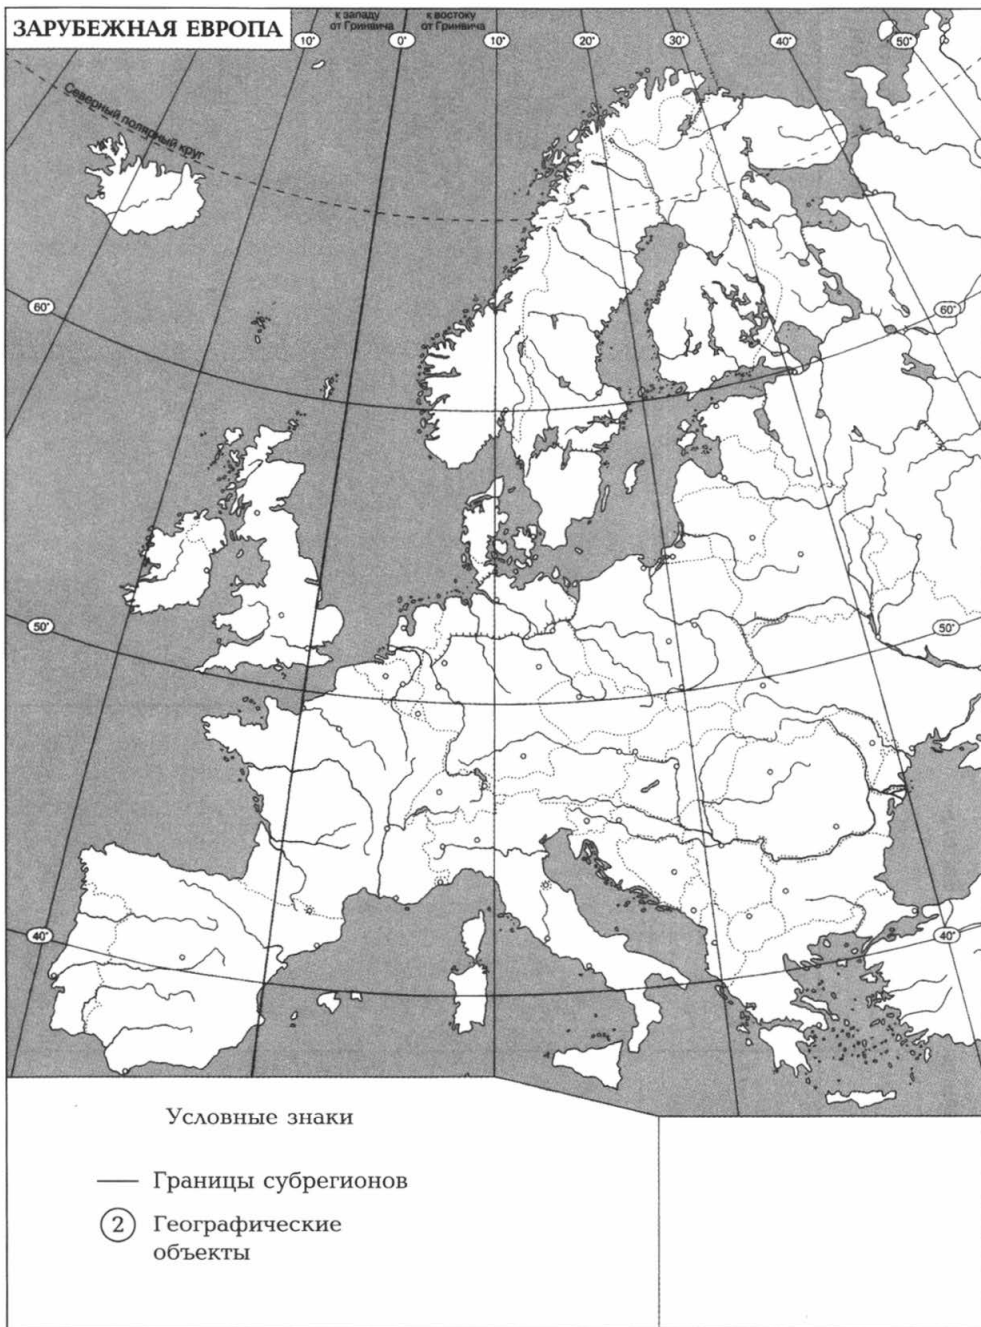 к западу
от Гринвича
к востоку
от Гринвича
ЗАРУБЕЖНАЯ ЕВРОПА
10°
0°
10°
20°
30°
40°
50°
Северный полярный круг
60°
60°
50°
50°
40°
40°
Условные знаки
Границы субрегионов
2
Географические
объекты